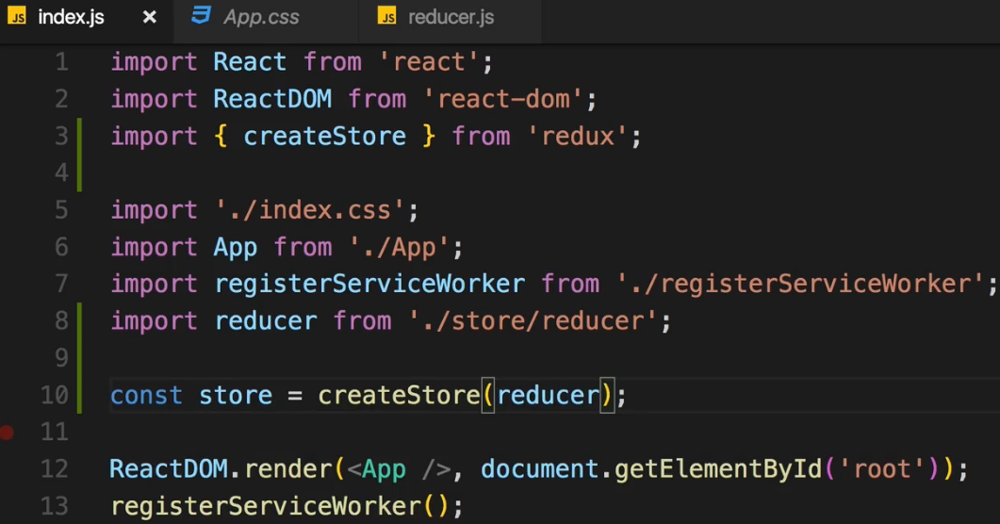 JS index.js × App.css JS reducer.js
1 import React from 'react';
2 import ReactDOM from 'react-dom';
3 import { createStore } from 'redux';
4
5 import './index.css';
6 import App from './App';
7 import registerServiceWorker from './registerServiceWorker';
8 import reducer from './store/reducer';
9
10 const store = createStore(reducer);
11
12 ReactDOM.render(<App />, document.getElementById('root'));
13 registerServiceWorker();